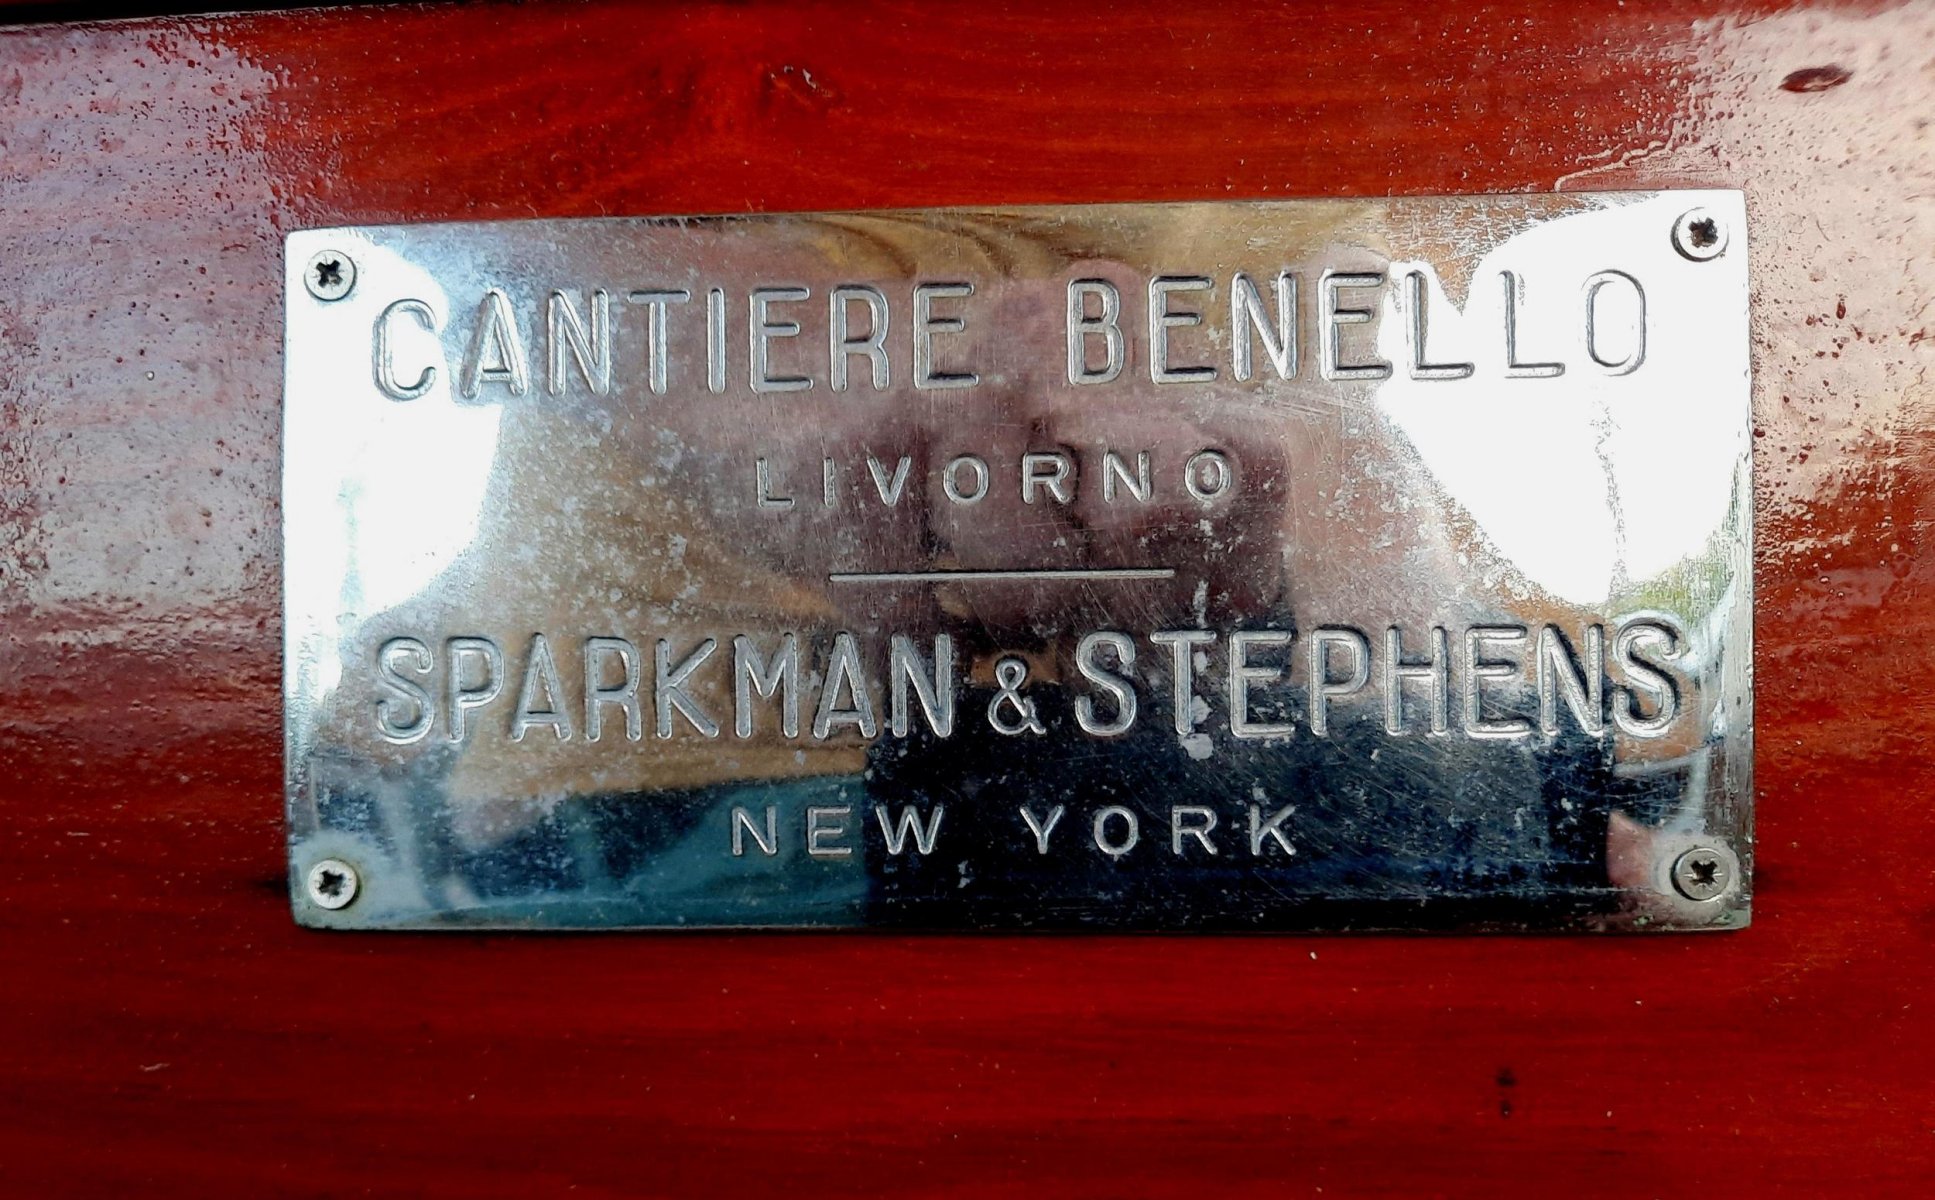 CANTIERE BENELLO
LIVORNO
SPARKMAN & STEPHENS
NEW YORK